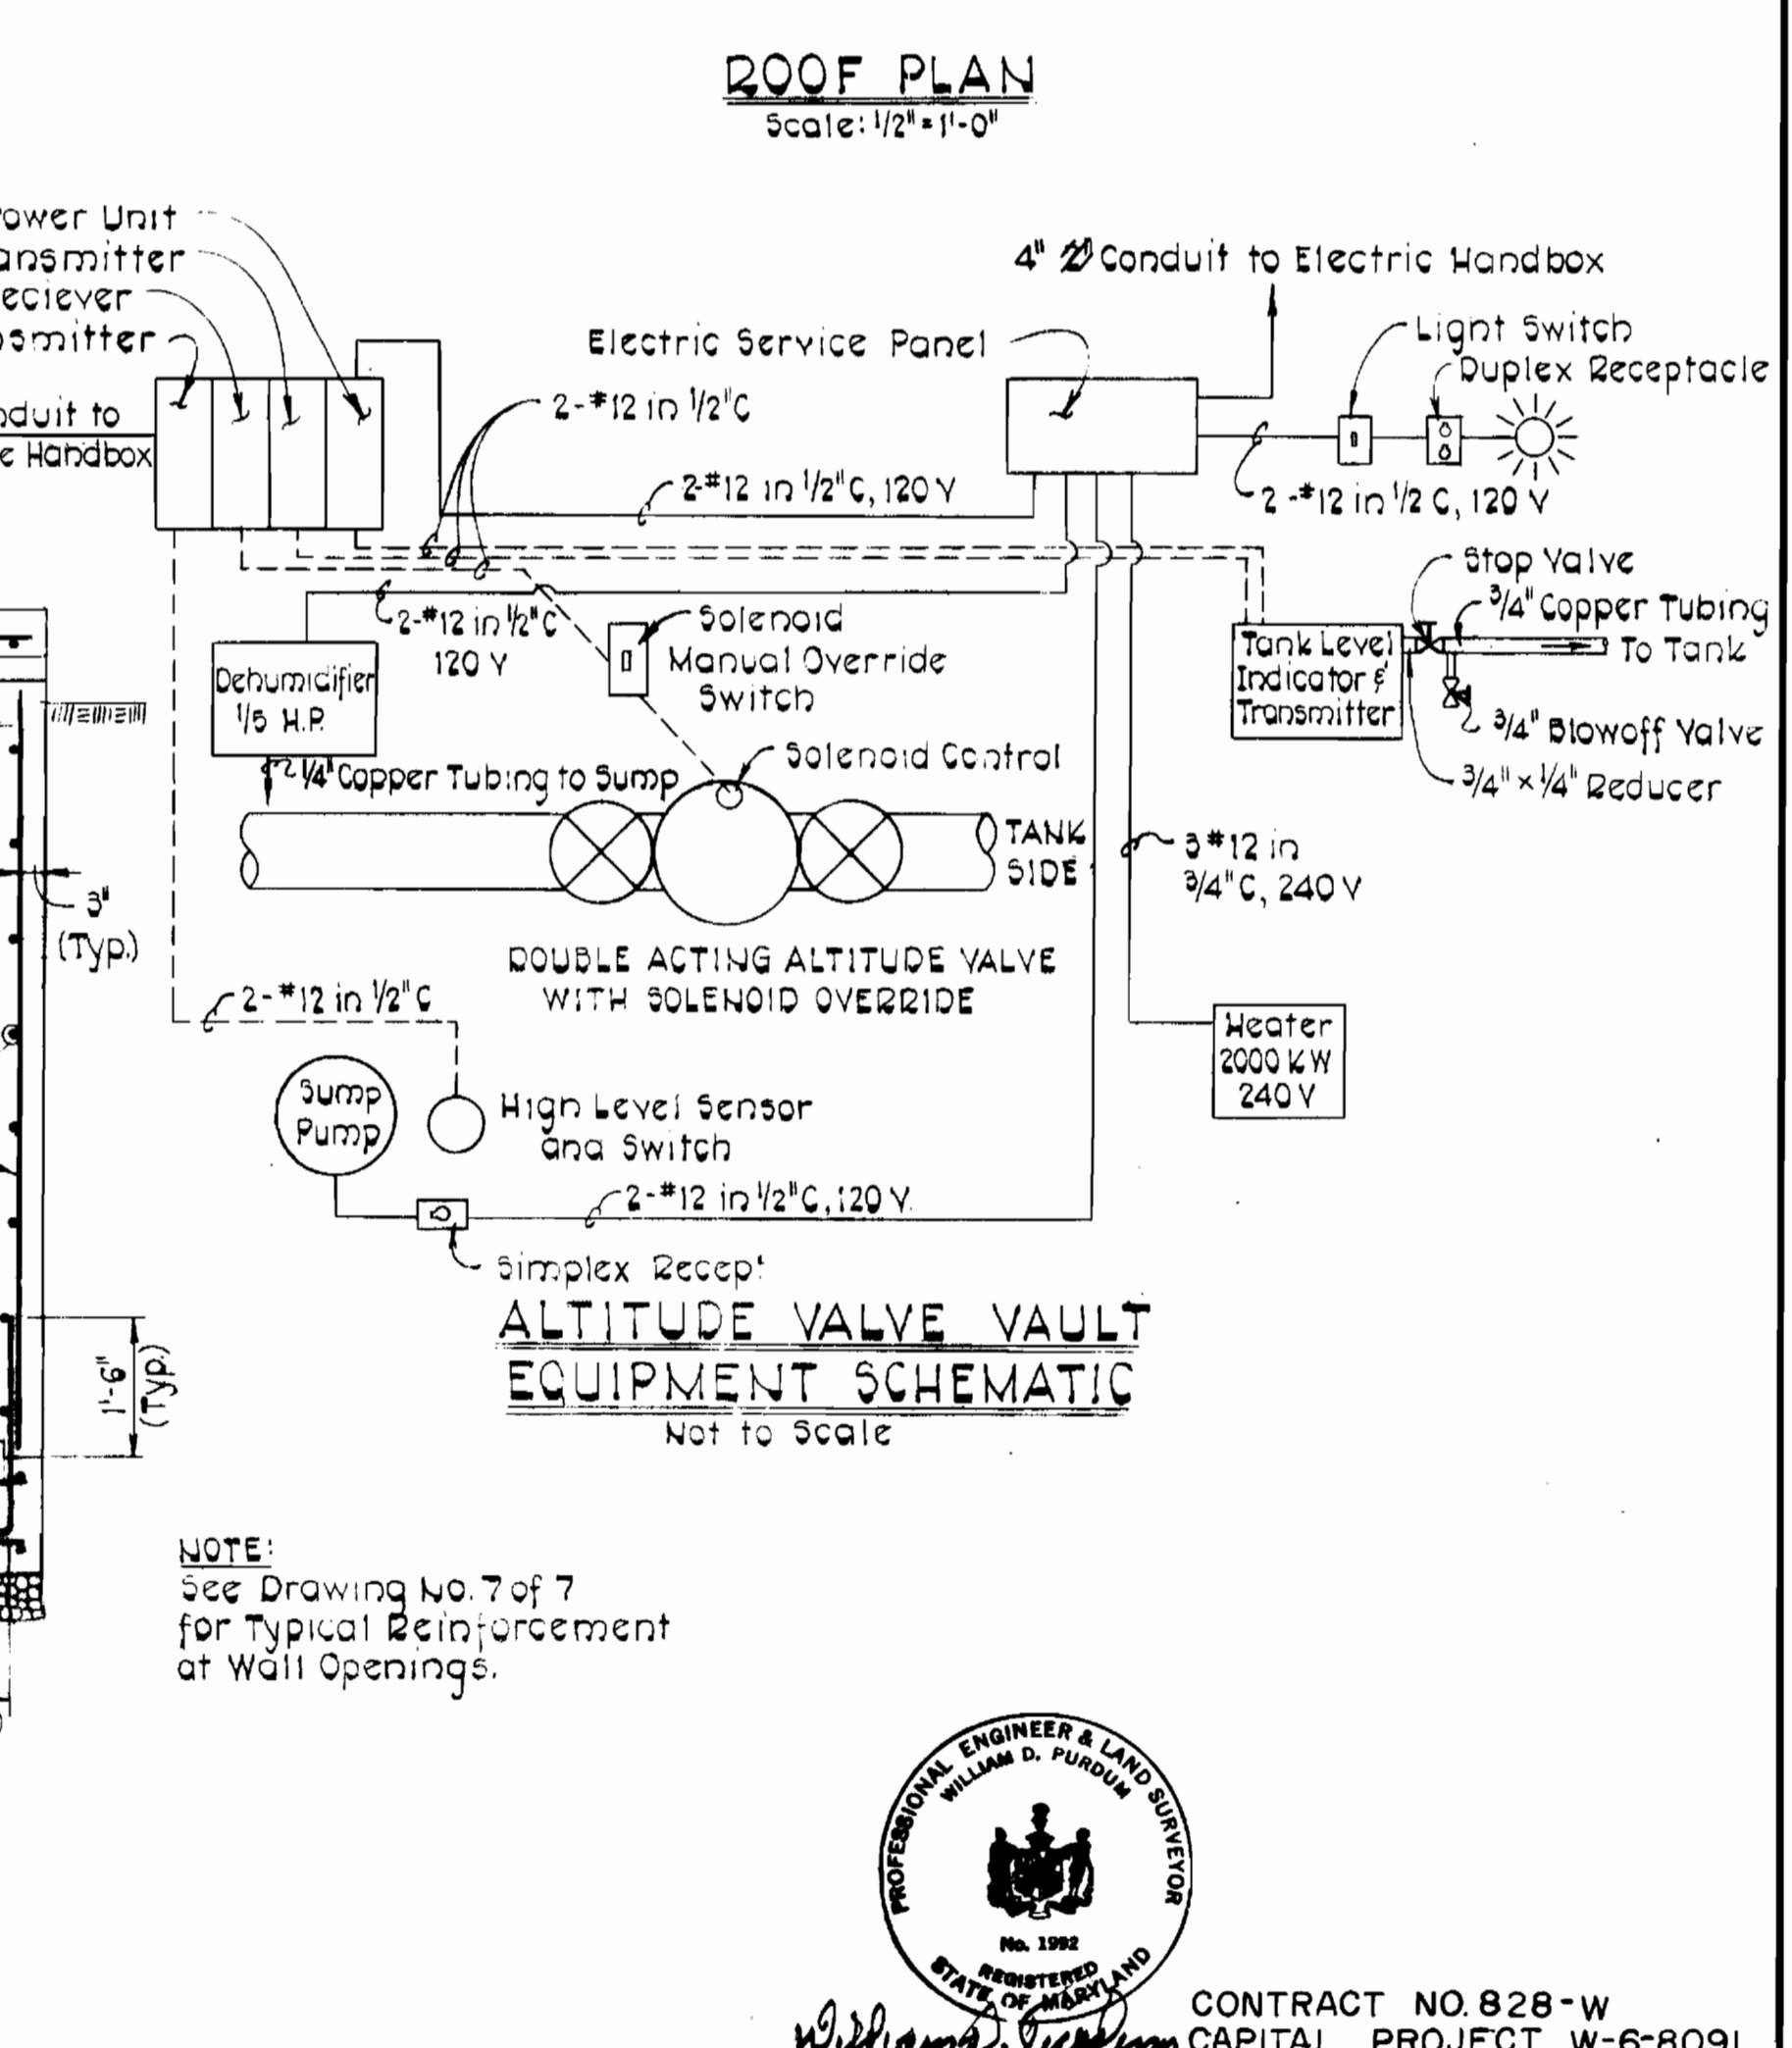 ROOF PLAN
Scale: 1/2" = 1'-0"
ower Unit
ansmitter
eciever
smitter
nduit to
e Handbox
4" Conduit to Electric Handbox
Electric Service Panel
Light Switch
Duplex Receptacle
2-#12 in 1/2"C
2-#12 in 1/2"C, 120 V
2-#12 in 1/2 C, 120 V
Stop Valve
3/4" Copper Tubing
To Tank
Tank Level
Indicator &
Transmitter
3/4" Blowoff Valve
3/4" x 1/4" Reducer
2-#12 in 1/2"C
120 V
Solenoid
Manual Override
Switch
Dehumidifier
1/5 H.P.
1/4" Copper Tubing to Sump
Solenoid Control
TANK
SIDE
3 #12 in
3/4"C, 240 V
3"
(Typ.)
DOUBLE ACTING ALTITUDE VALVE
WITH SOLENOID OVERRIDE
2-#12 in 1/2"C
Heater
2000 KW
240 V
Sump
Pump
High Level Sensor
and Switch
2-#12 in 1/2"C, 120 V.
Simplex Recep't
ALTITUDE VALVE VAULT
EQUIPMENT SCHEMATIC
Not to Scale
1'-6"
(Typ.)
NOTE:
See Drawing No. 7 of 7
for Typical Reinforcement
at Wall Openings.
PROFESSIONAL ENGINEER & LAND SURVEYOR
WILLIAM D. PURDUM
No. 1992
REGISTERED
STATE OF MARYLAND
CONTRACT NO. 828-W
CAPITAL PROJECT W-6-8091